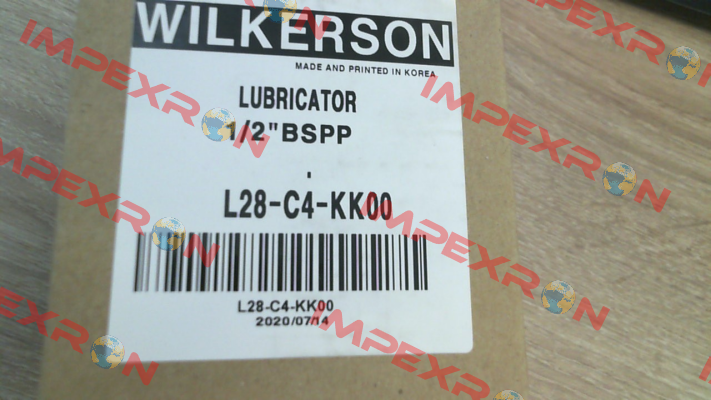 WILKERSON
MADE AND PRINTED IN KOREA
LUBRICATOR
1/2"BSPP
L28-C4-KK00
L28-C4-KK00
2020/07/14
IMPEXRON
IMPEXRON
IMPEXRON
IMPEXRON
IMPEXRON
IMPEXRON
IMPEXRON